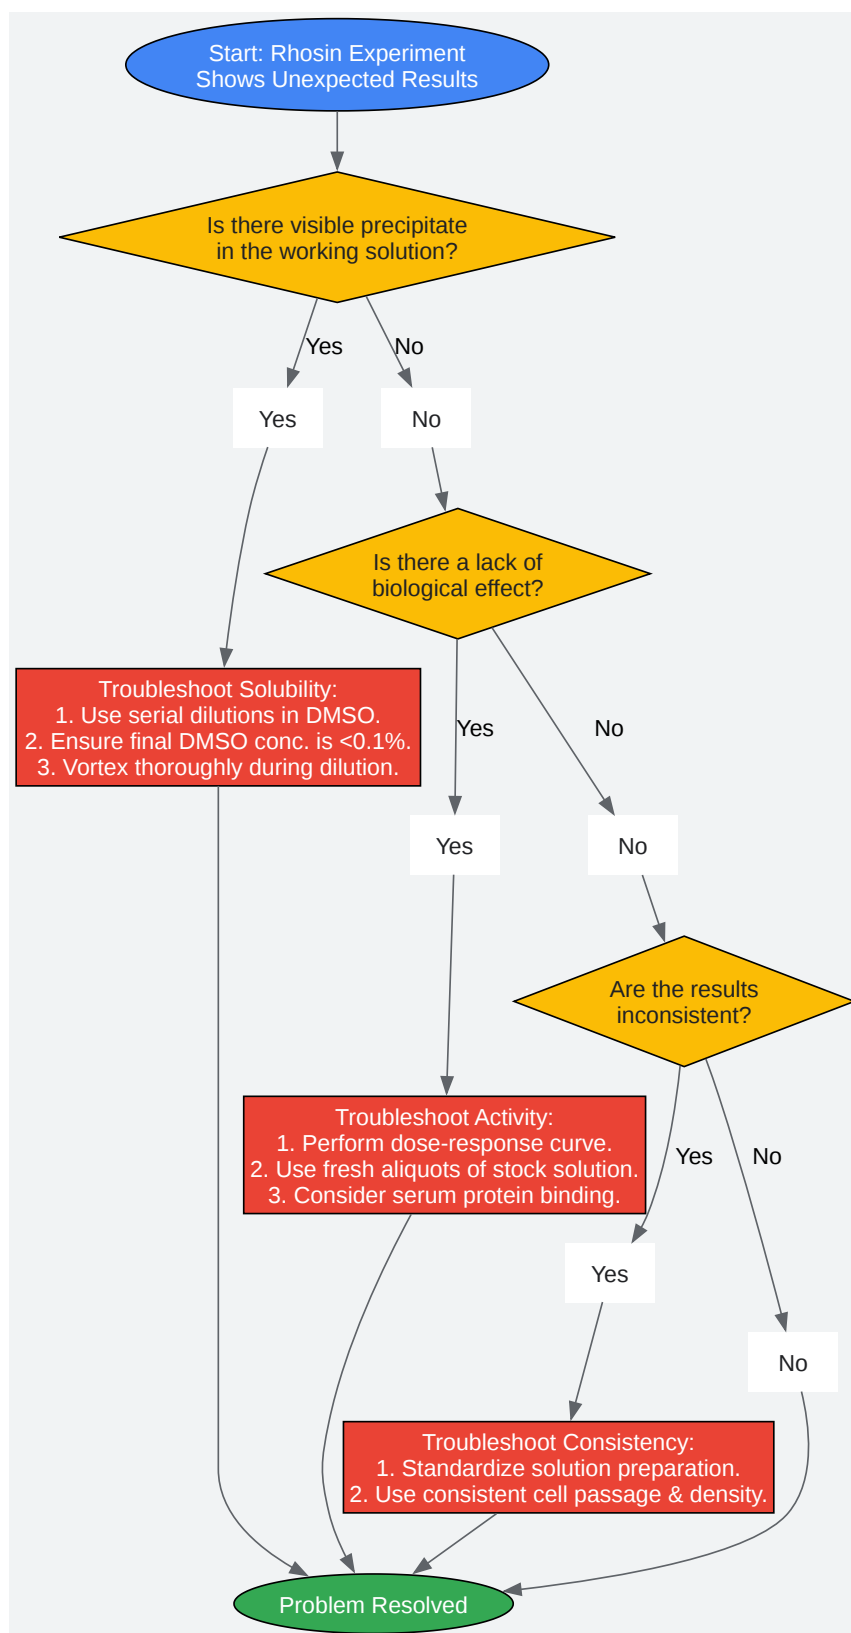 Start: Rhosin Experiment
Shows Unexpected Results
Is there visible precipitate
in the working solution?
Yes
No
Yes
No
Is there a lack of
biological effect?
Troubleshoot Solubility:
1. Use serial dilutions in DMSO.
2. Ensure final DMSO conc. is <0.1%.
3. Vortex thoroughly during dilution.
Yes
No
Yes
No
Are the results
inconsistent?
Troubleshoot Activity:
1. Perform dose-response curve.
2. Use fresh aliquots of stock solution.
3. Consider serum protein binding.
Yes
No
Yes
No
Troubleshoot Consistency:
1. Standardize solution preparation.
2. Use consistent cell passage & density.
Problem Resolved